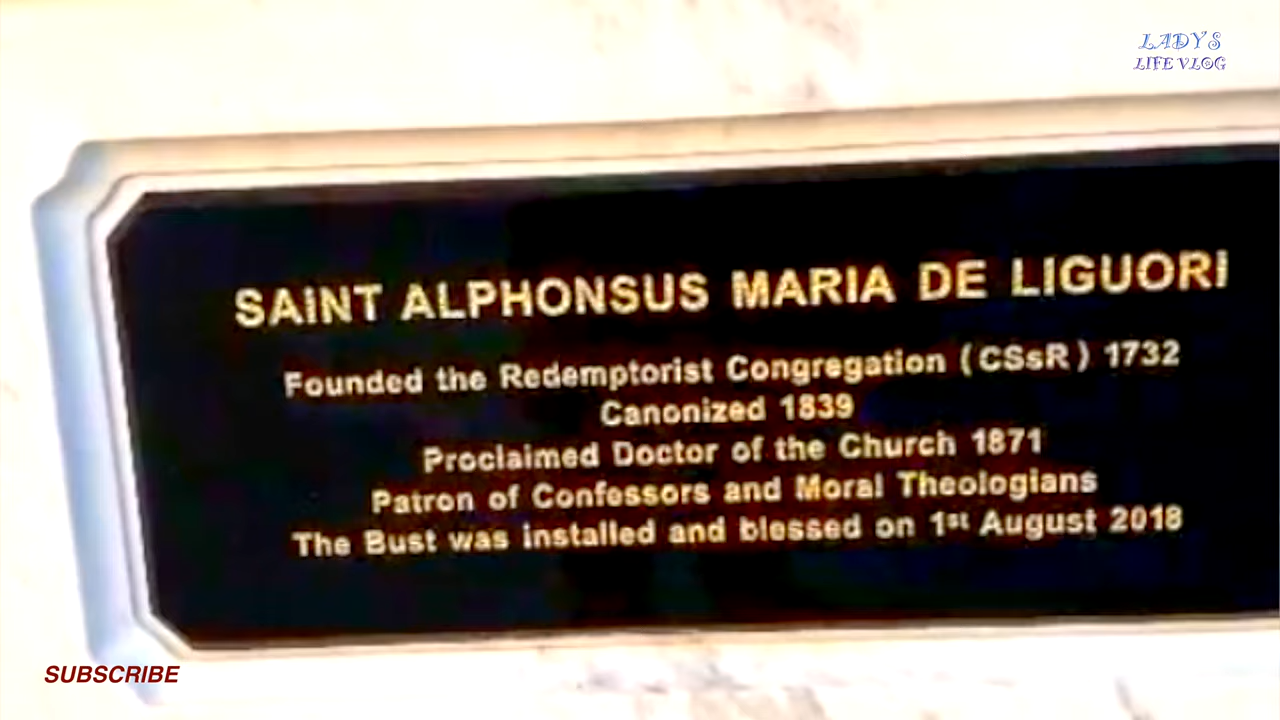 LADYS
LIFE VLOG
SAINT ALPHONSUS MARIA DE LIGUORI
Founded the Redemptorist Congregation (CSsR) 1732
Canonized 1839
Proclaimed Doctor of the Church 1871
Patron of Confessors and Moral Theologians
The Bust was installed and blessed on 1st August 2018
SUBSCRIBE